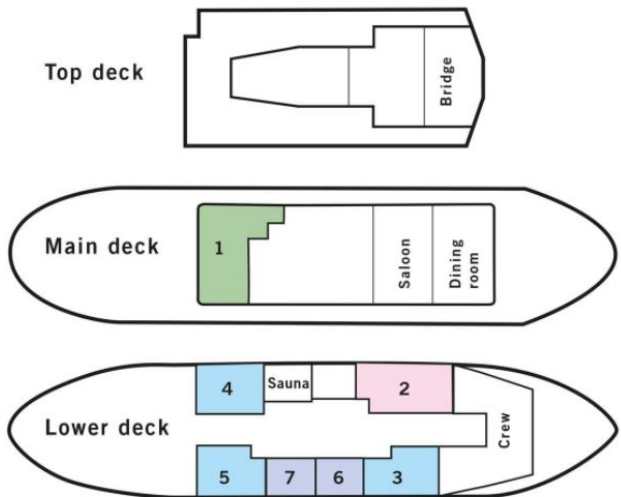 Top deck
Bridge
Main deck
1
Saloon
Dining
room
Lower deck
4
Sauna
2
Crew
5
7
6
3